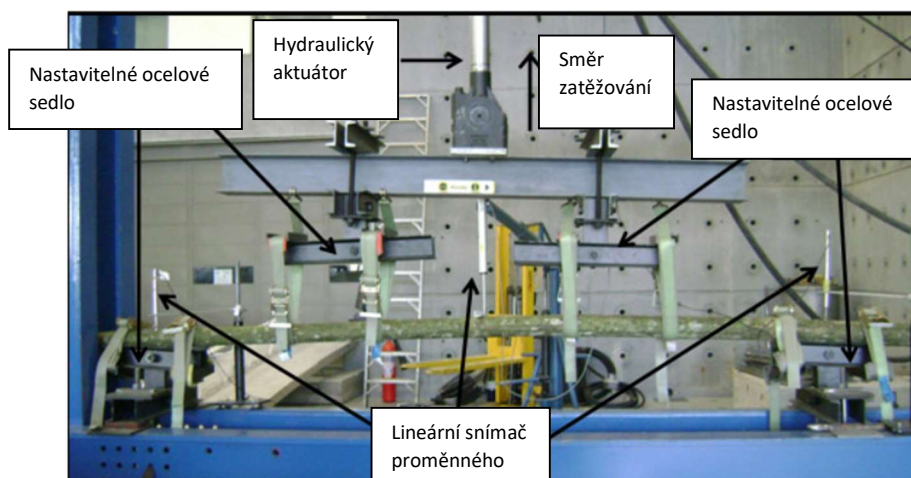 Hydraulický
aktuátor
Směr
zatěžování
Nastavitelné ocelové
sedlo
Nastavitelné ocelové
sedlo
Lineární snímač
proměnného